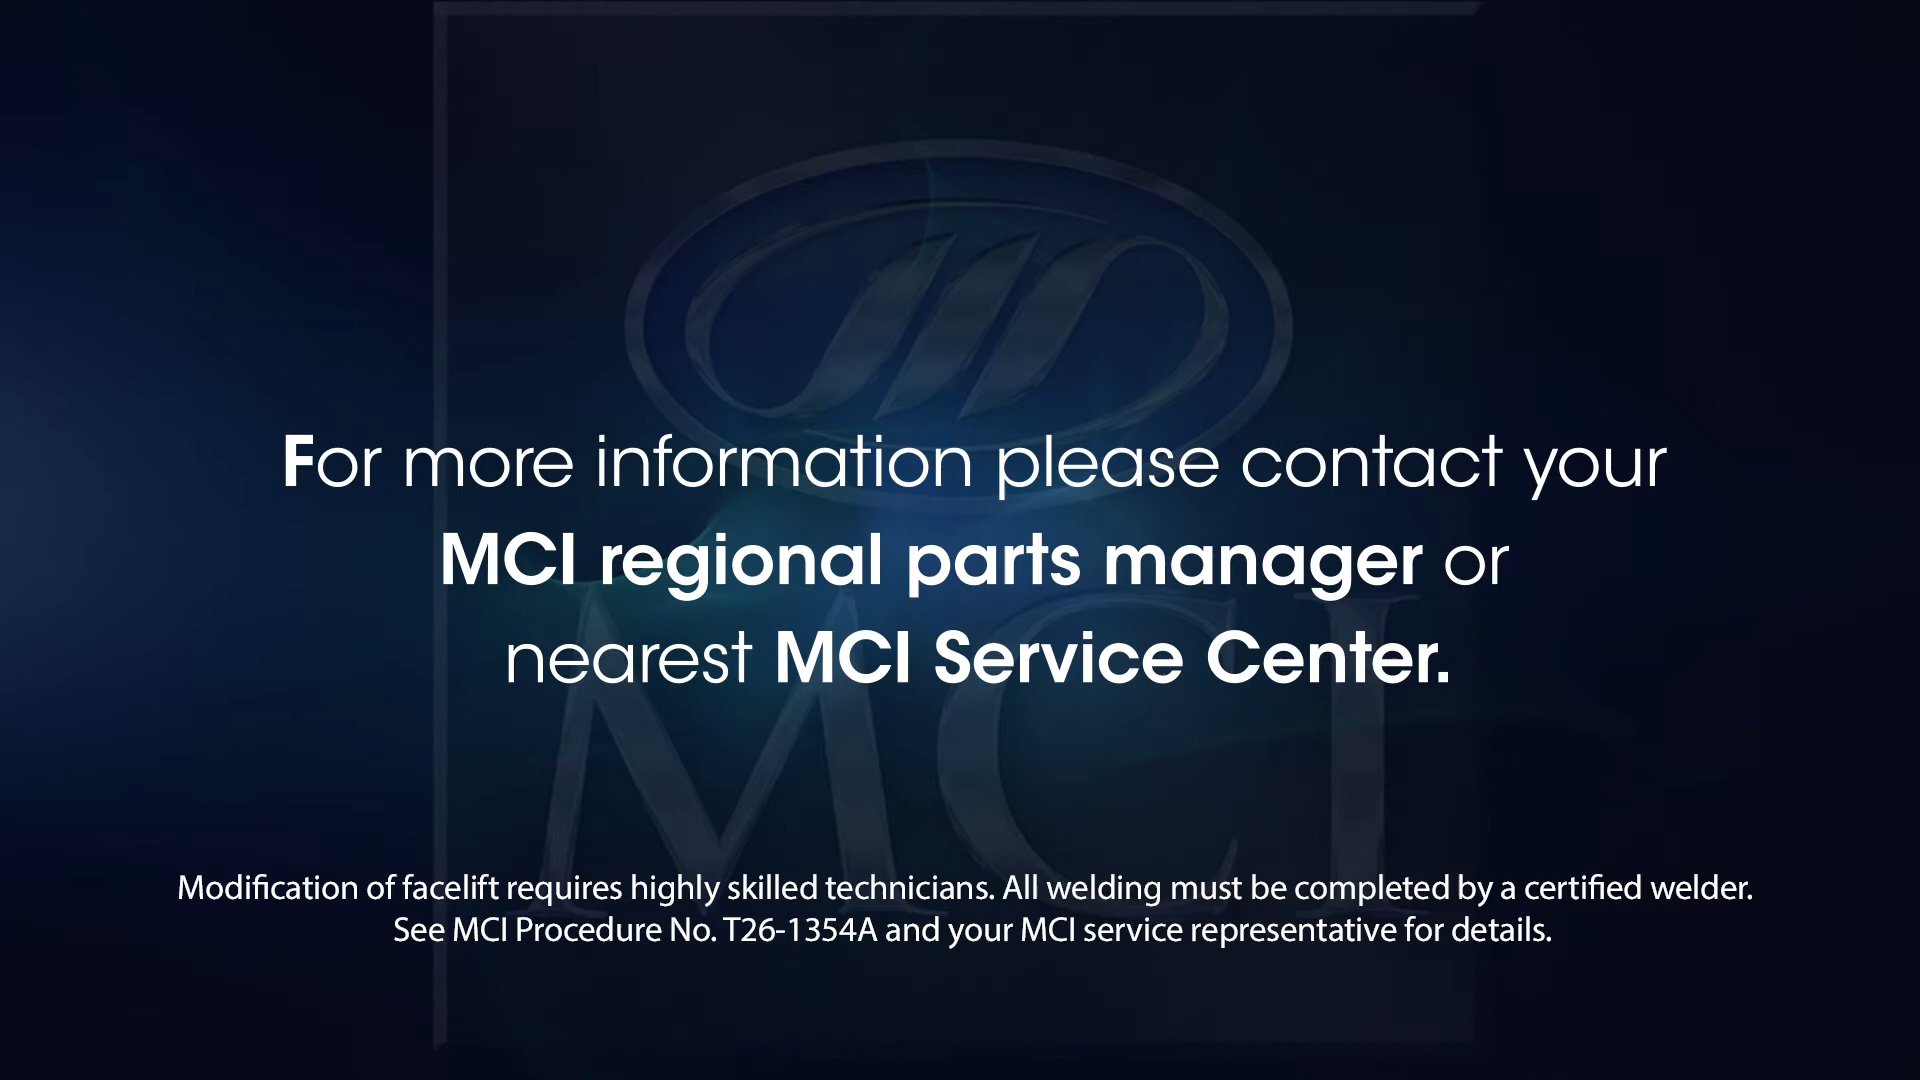 For more information please contact your
MCI regional parts manager or
nearest MCI Service Center.
MCI
Modification of facelift requires highly skilled technicians. All welding must be completed by a certified welder.
See MCI Procedure No. T26-1354A and your MCI service representative for details.